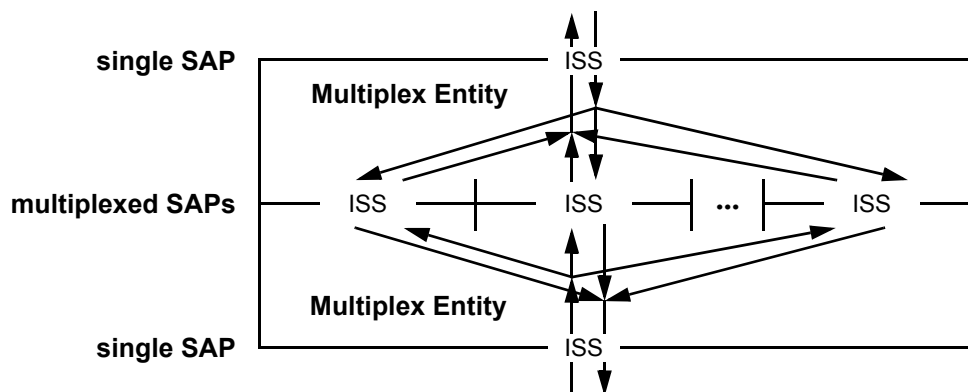 single SAP ISS
Multiplex Entity
multiplexed SAPs ISS ISS ... ISS
Multiplex Entity
single SAP ISS